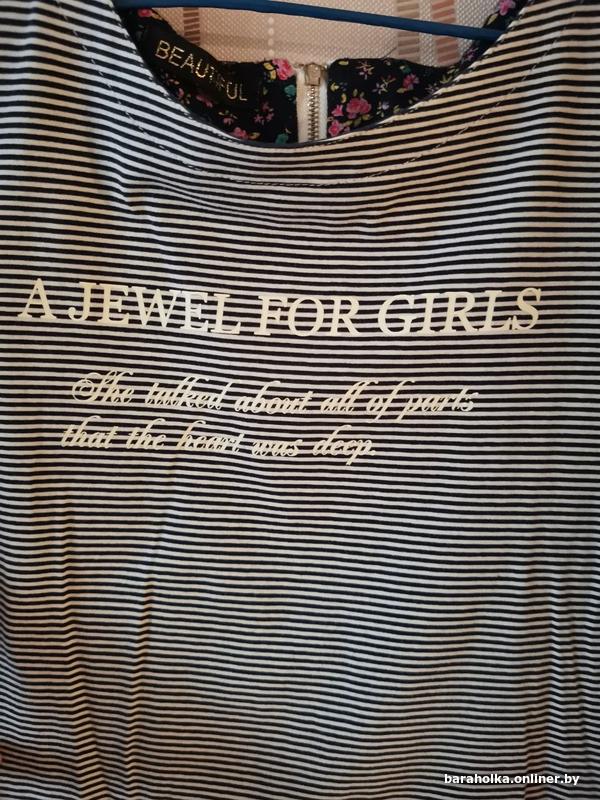 BEAUTIFUL
A JEWEL FOR GIRLS
She talked about all of parts
that the heart was deep.
baraholka.onliner.by